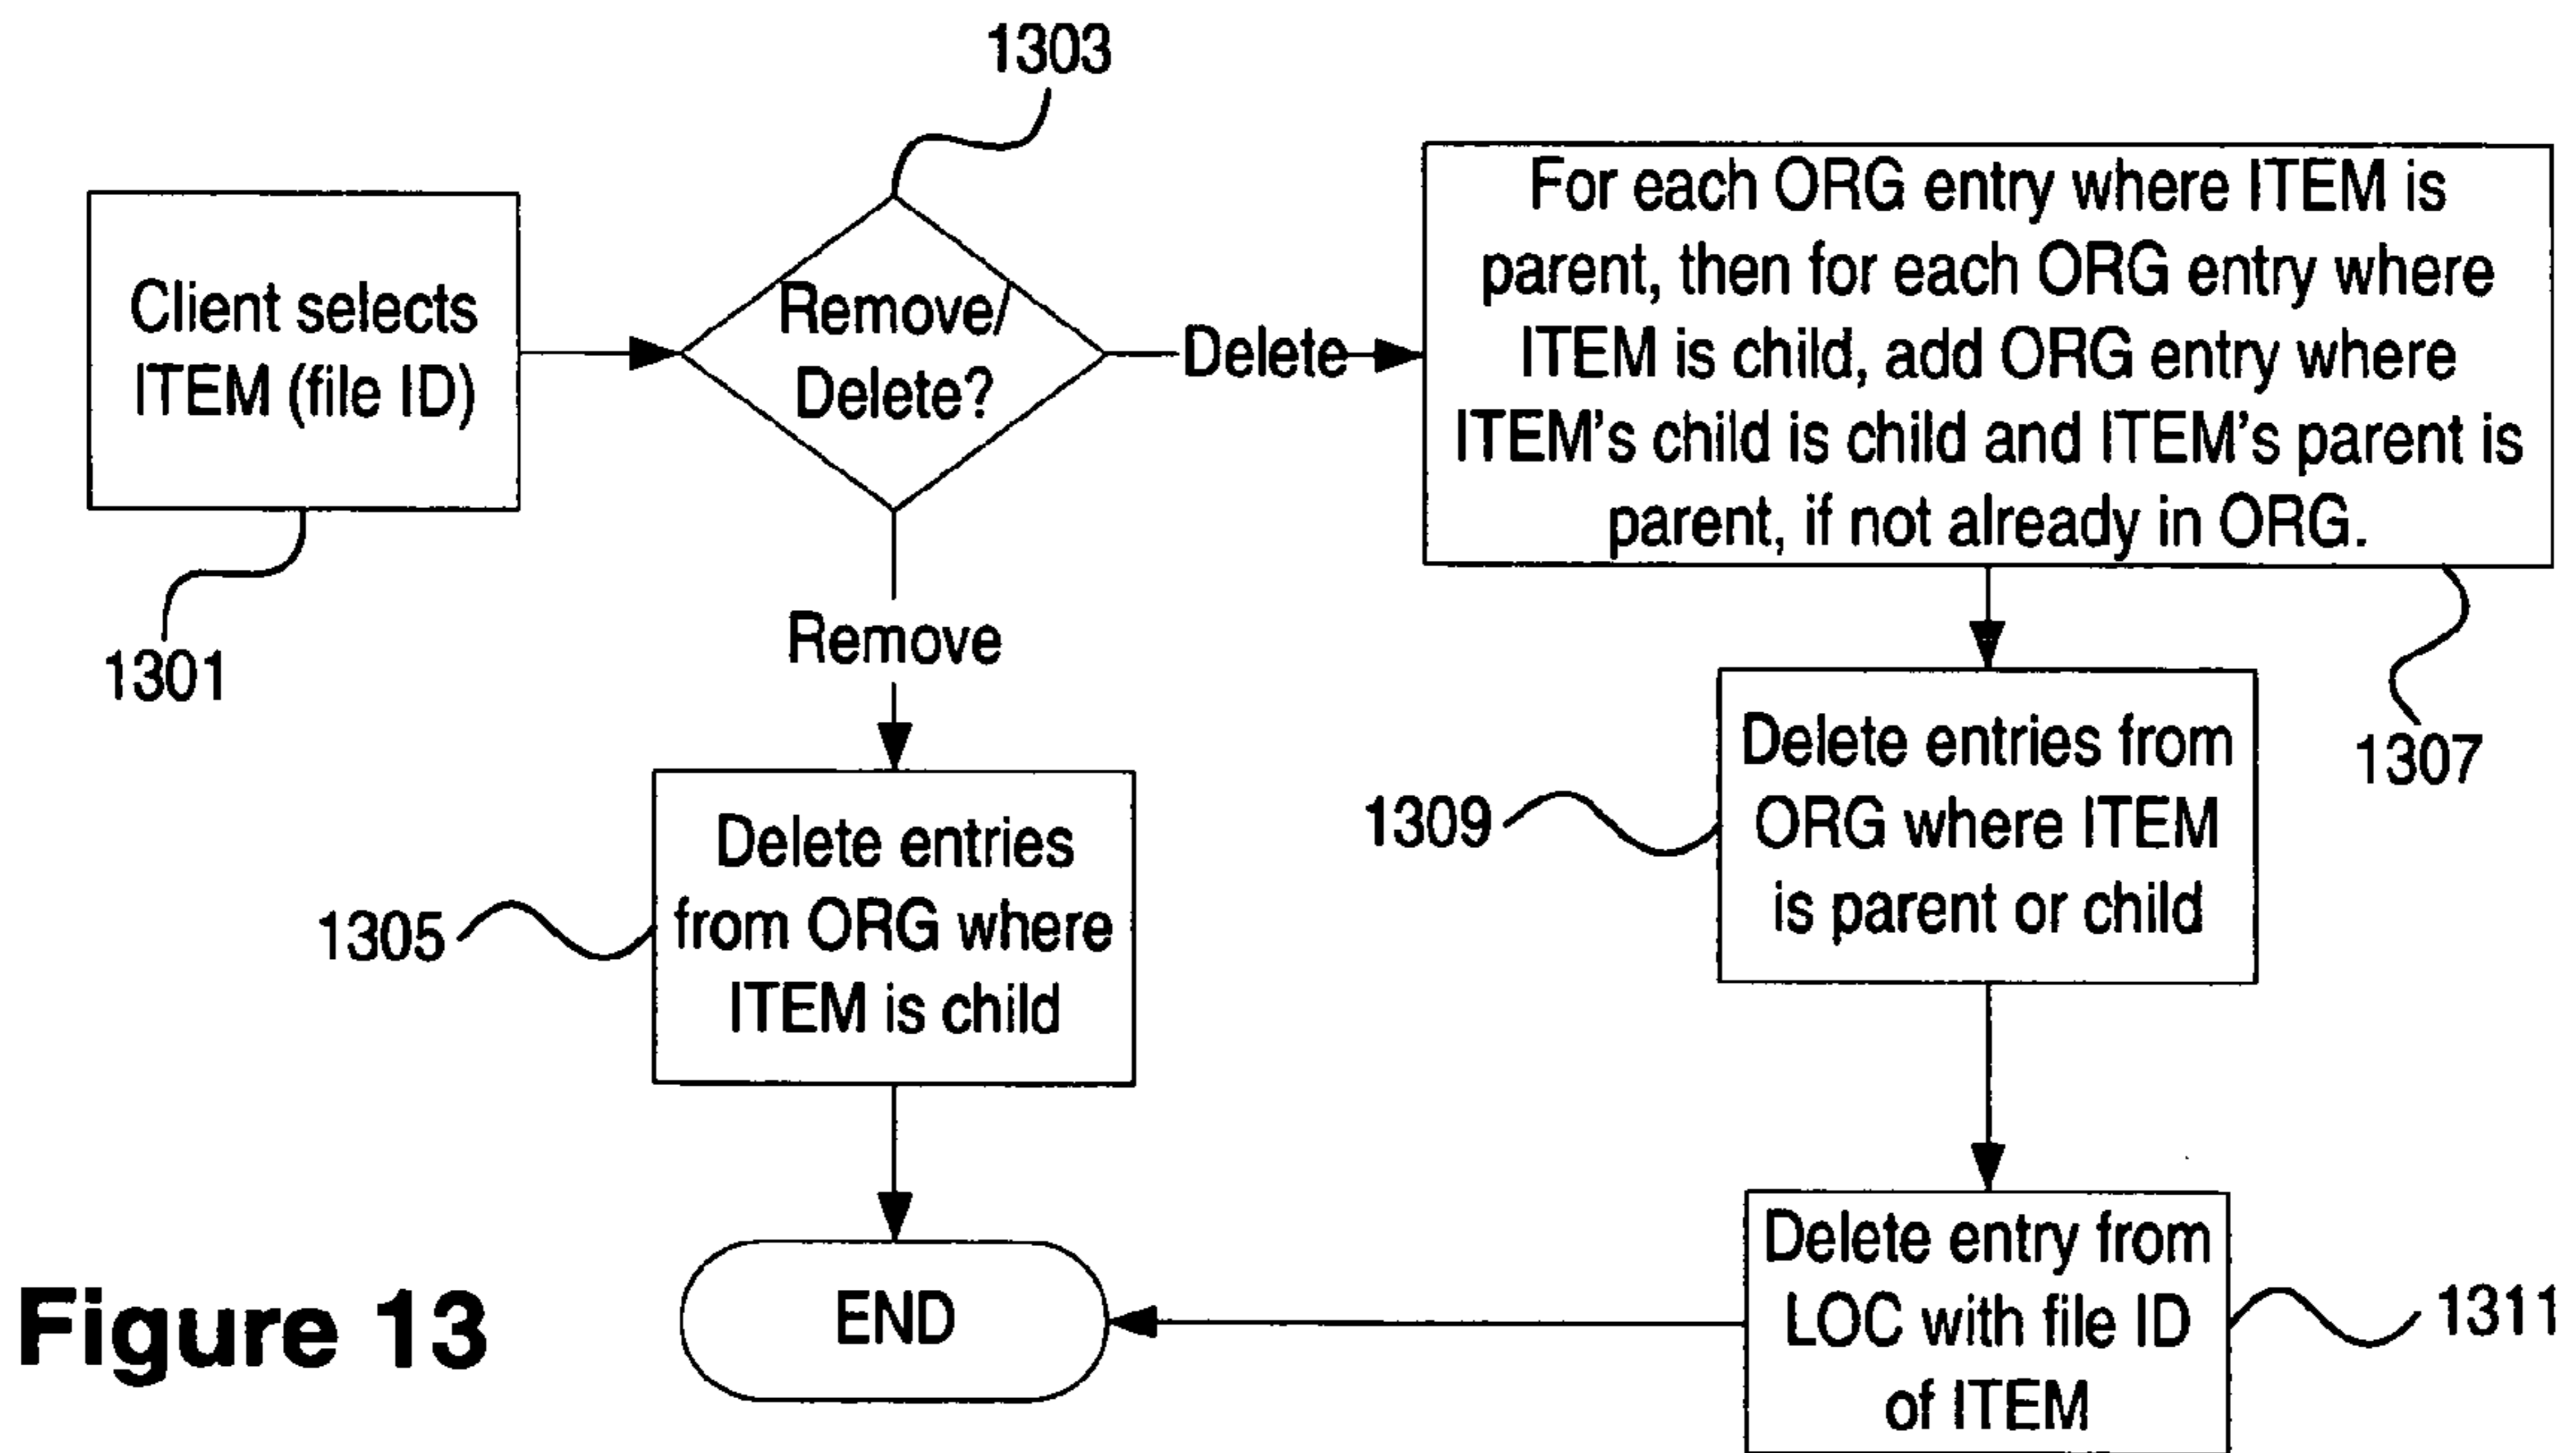 1303
Client selects
ITEM (file ID)
1301
Remove/
Delete?
Delete
Remove
For each ORG entry where ITEM is
parent, then for each ORG entry where
ITEM is child, add ORG entry where
ITEM's child is child and ITEM's parent is
parent, if not already in ORG.
1307
Delete entries
from ORG where
ITEM is child
1305
Delete entries from
ORG where ITEM
is parent or child
1309
Delete entry from
LOC with file ID
of ITEM
1311
END
Figure 13